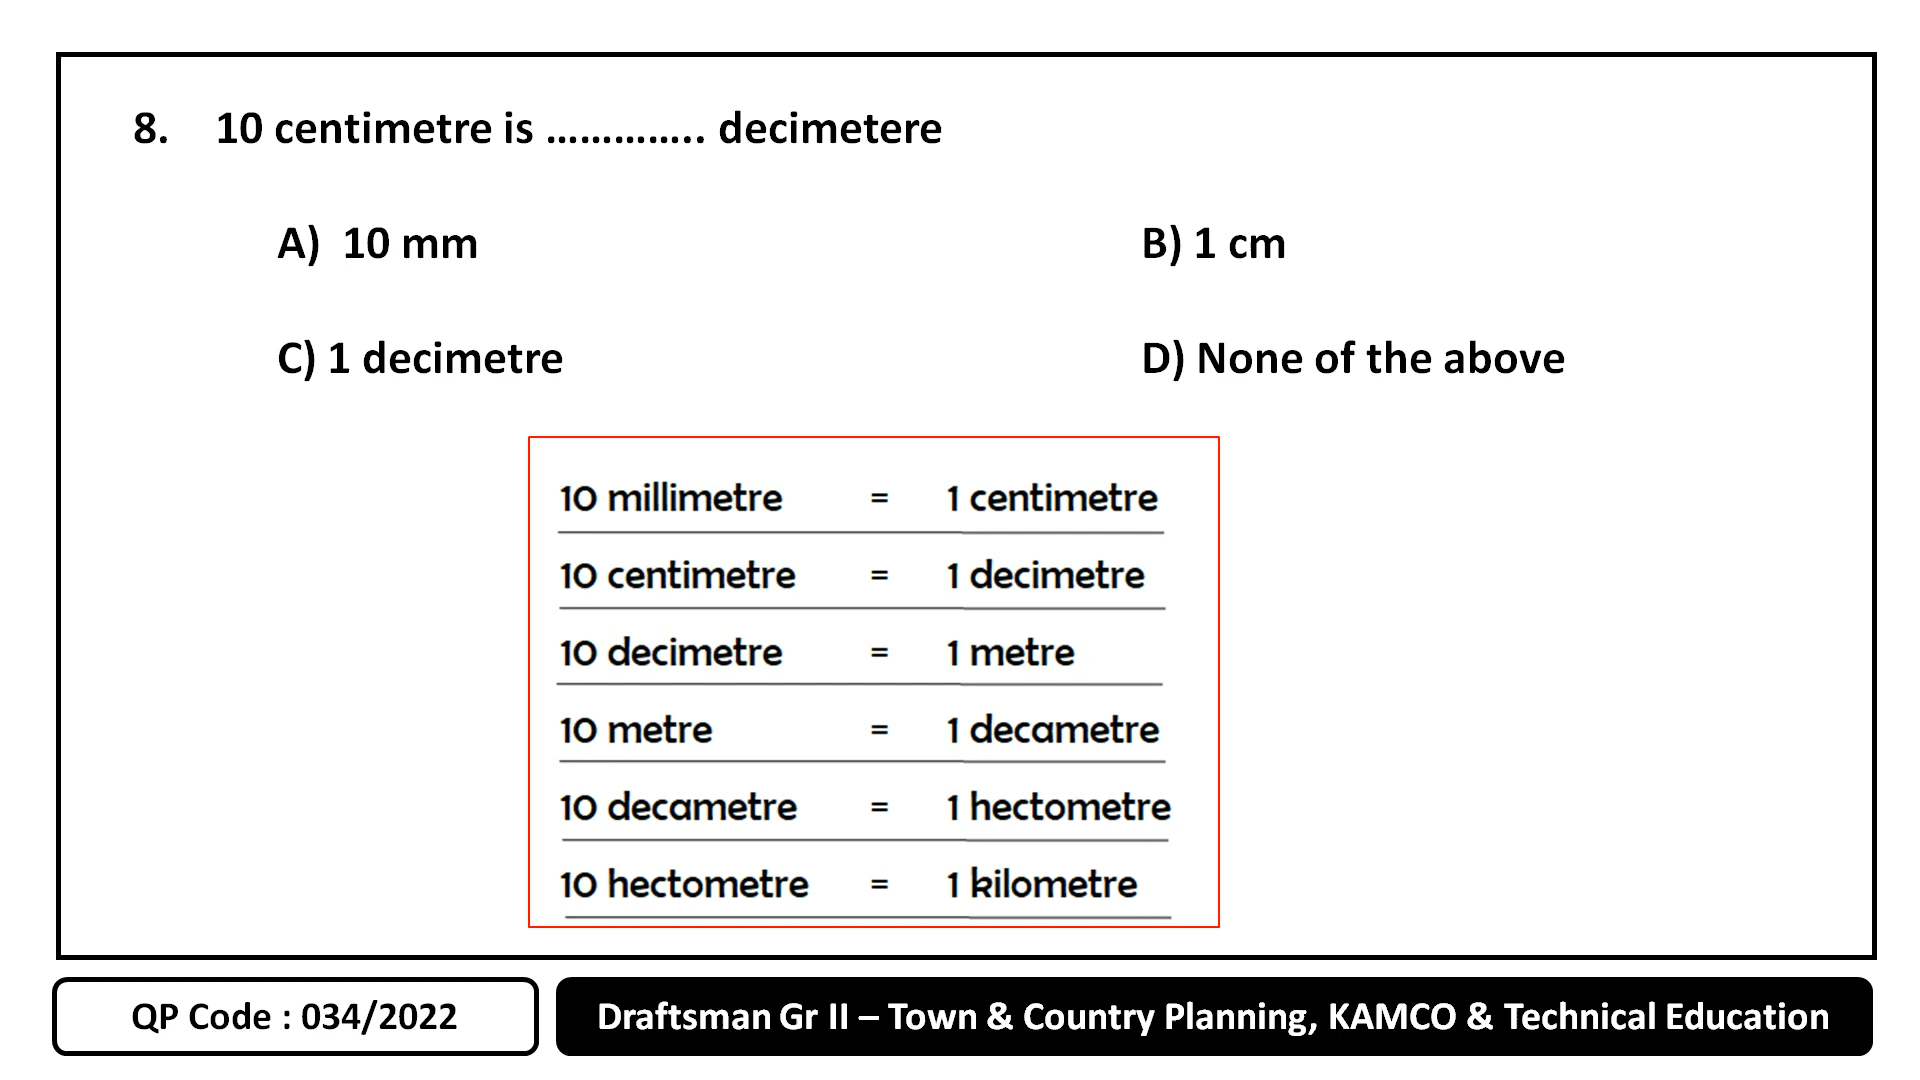 8. 10 centimetre is ………….. decimetere
A) 10 mm B) 1 cm
C) 1 decimetre D) None of the above
10 millimetre = 1 centimetre
10 centimetre = 1 decimetre
10 decimetre = 1 metre
10 metre = 1 decametre
10 decametre = 1 hectometre
10 hectometre = 1 kilometre
QP Code : 034/2022 Draftsman Gr II – Town & Country Planning, KAMCO & Technical Education